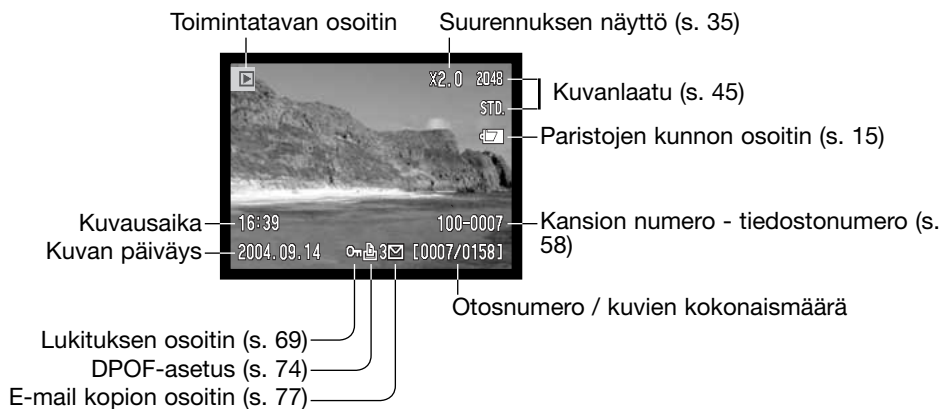 Toimintatavan osoitin
Suurennuksen näyttö (s. 35)
X2.0 2048
STD.
Kuvanlaatu (s. 45)
Paristojen kunnon osoitin (s. 15)
Kuvausaika
16:39
100-0007
Kansion numero - tiedostonumero (s. 58)
Kuvan päiväys
2004.09.14
3
[0007/0158]
Otosnumero / kuvien kokonaismäärä
Lukituksen osoitin (s. 69)
DPOF-asetus (s. 74)
E-mail kopion osoitin (s. 77)